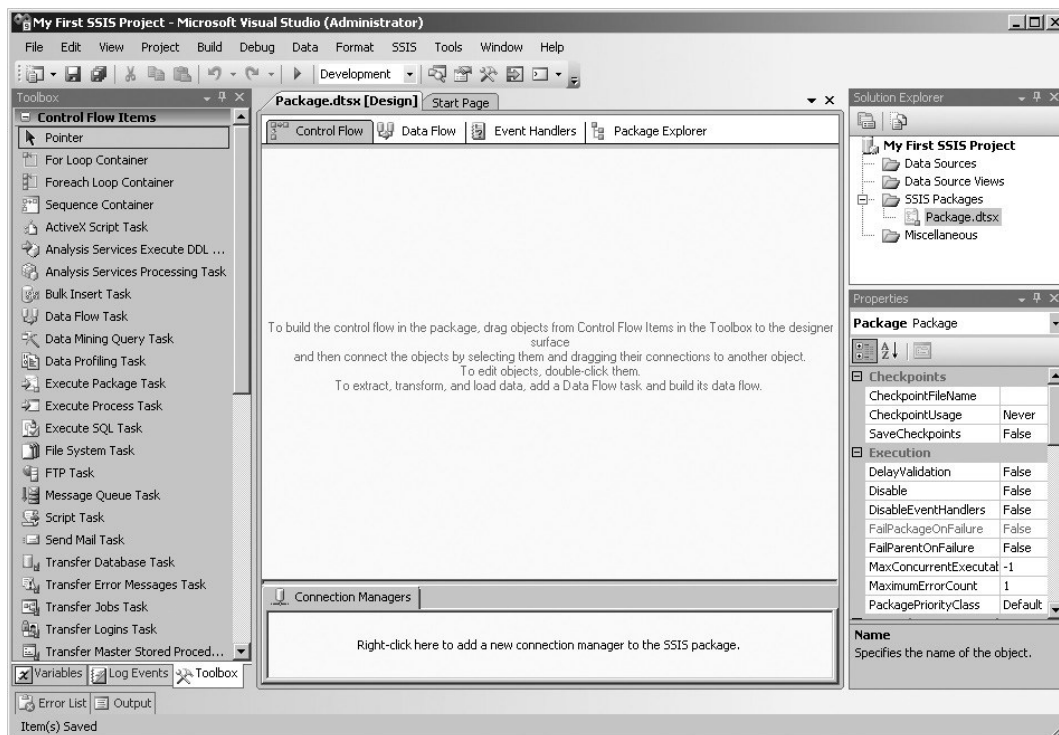 My First SSIS Project - Microsoft Visual Studio (Administrator)
File Edit View Project Build Debug Data Format SSIS Tools Window Help
Development
Toolbox
Control Flow Items
Pointer
For Loop Container
Foreach Loop Container
Sequence Container
ActiveX Script Task
Analysis Services Execute DDL ...
Analysis Services Processing Task
Bulk Insert Task
Data Flow Task
Data Mining Query Task
Data Profiling Task
Execute Package Task
Execute Process Task
Execute SQL Task
File System Task
FTP Task
Message Queue Task
Script Task
Send Mail Task
Transfer Database Task
Transfer Error Messages Task
Transfer Jobs Task
Transfer Logins Task
Transfer Master Stored Proced...
Variables Log Events Toolbox
Package.dtsx [Design] Start Page
Control Flow Data Flow Event Handlers Package Explorer
To build the control flow in the package, drag objects from Control Flow Items in the Toolbox to the designer
surface
and then connect the objects by selecting them and dragging their connections to another object.
To edit objects, double-click them.
To extract, transform, and load data, add a Data Flow task and build its data flow.
Connection Managers
Right-click here to add a new connection manager to the SSIS package.
Solution Explorer
My First SSIS Project
Data Sources
Data Source Views
SSIS Packages
Package.dtsx
Miscellaneous
Properties
Package Package
Checkpoints
CheckpointFileName
CheckpointUsage Never
SaveCheckpoints False
Execution
DelayValidation False
Disable False
DisableEventHandlers False
FailPackageOnFailure False
FailParentOnFailure False
MaxConcurrentExecutal -1
MaximumErrorCount 1
PackagePriorityClass Default
Name
Specifies the name of the object.
Error List Output
Item(s) Saved